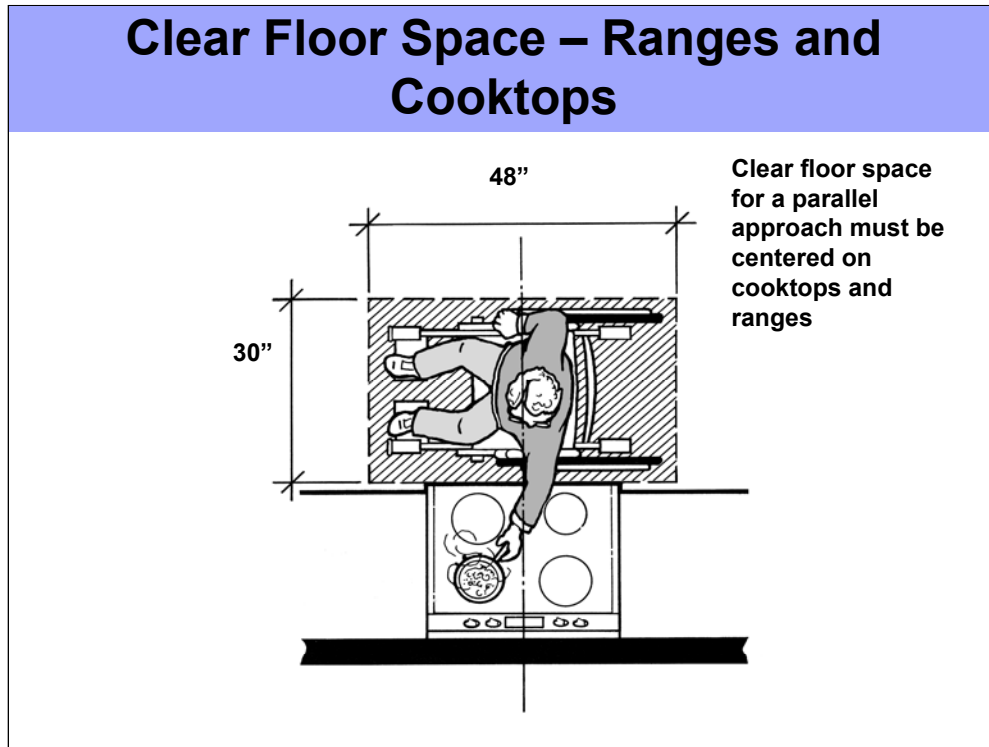 Clear Floor Space – Ranges and
Cooktops
48”
Clear floor space
for a parallel
approach must be
centered on
cooktops and
ranges
30”